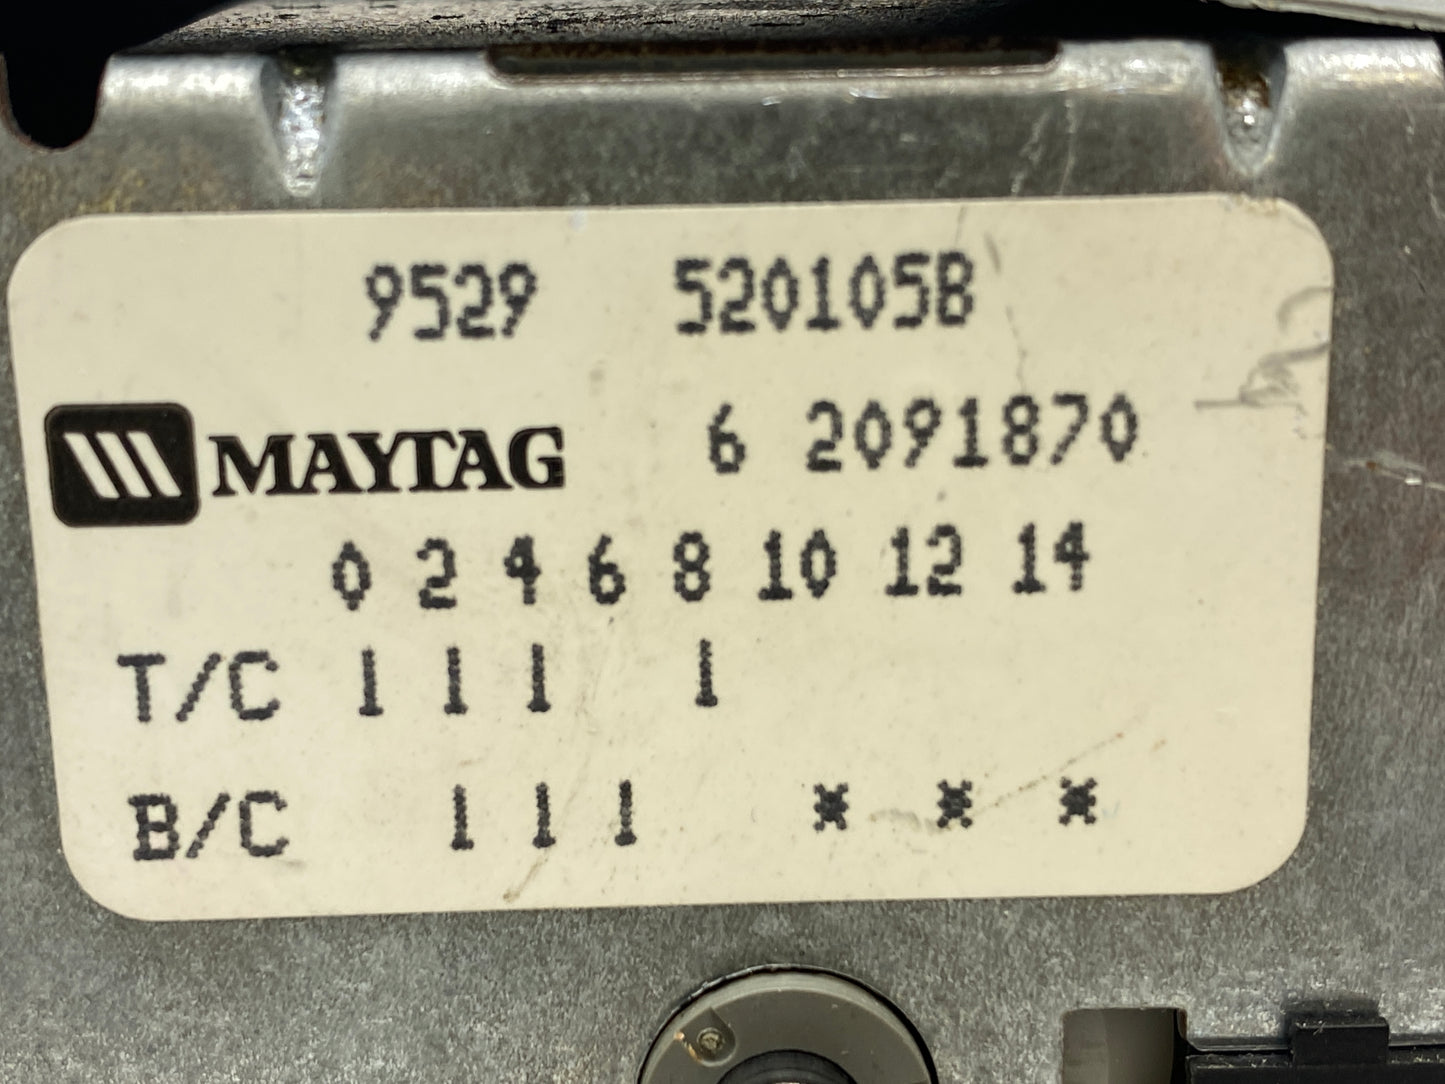 9529 520105B
MAYTAG 6 2091870
0 2 4 6 8 10 12 14
T/C 1 1 1 1
B/C 1 1 1 * * *